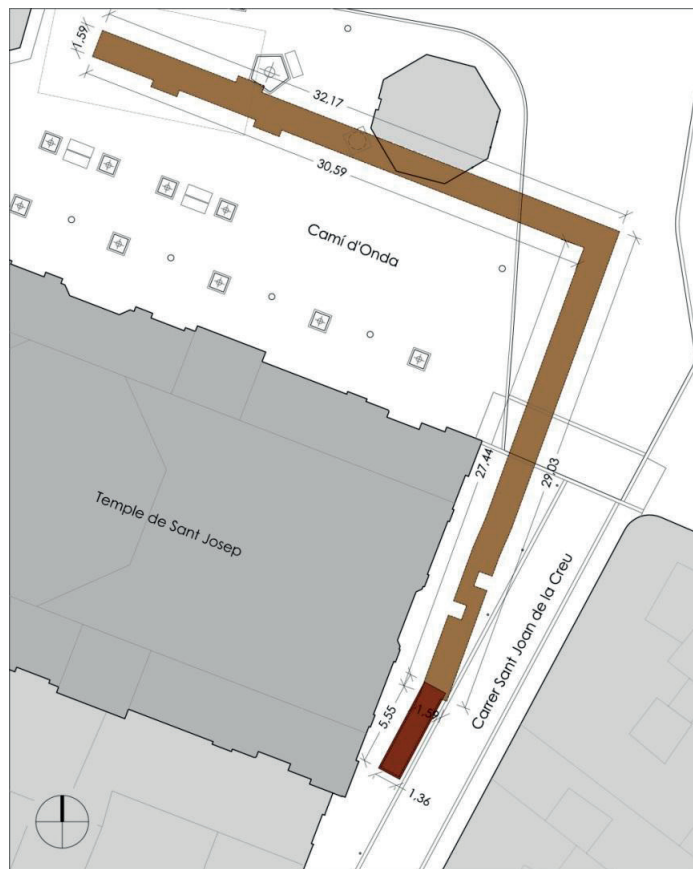 1,59
32,17
30,59
Camí d'Onda
27,44
29,03
Temple de Sant Josep
Carrer Sant Joan de la Creu
1,59
5,55
1,36